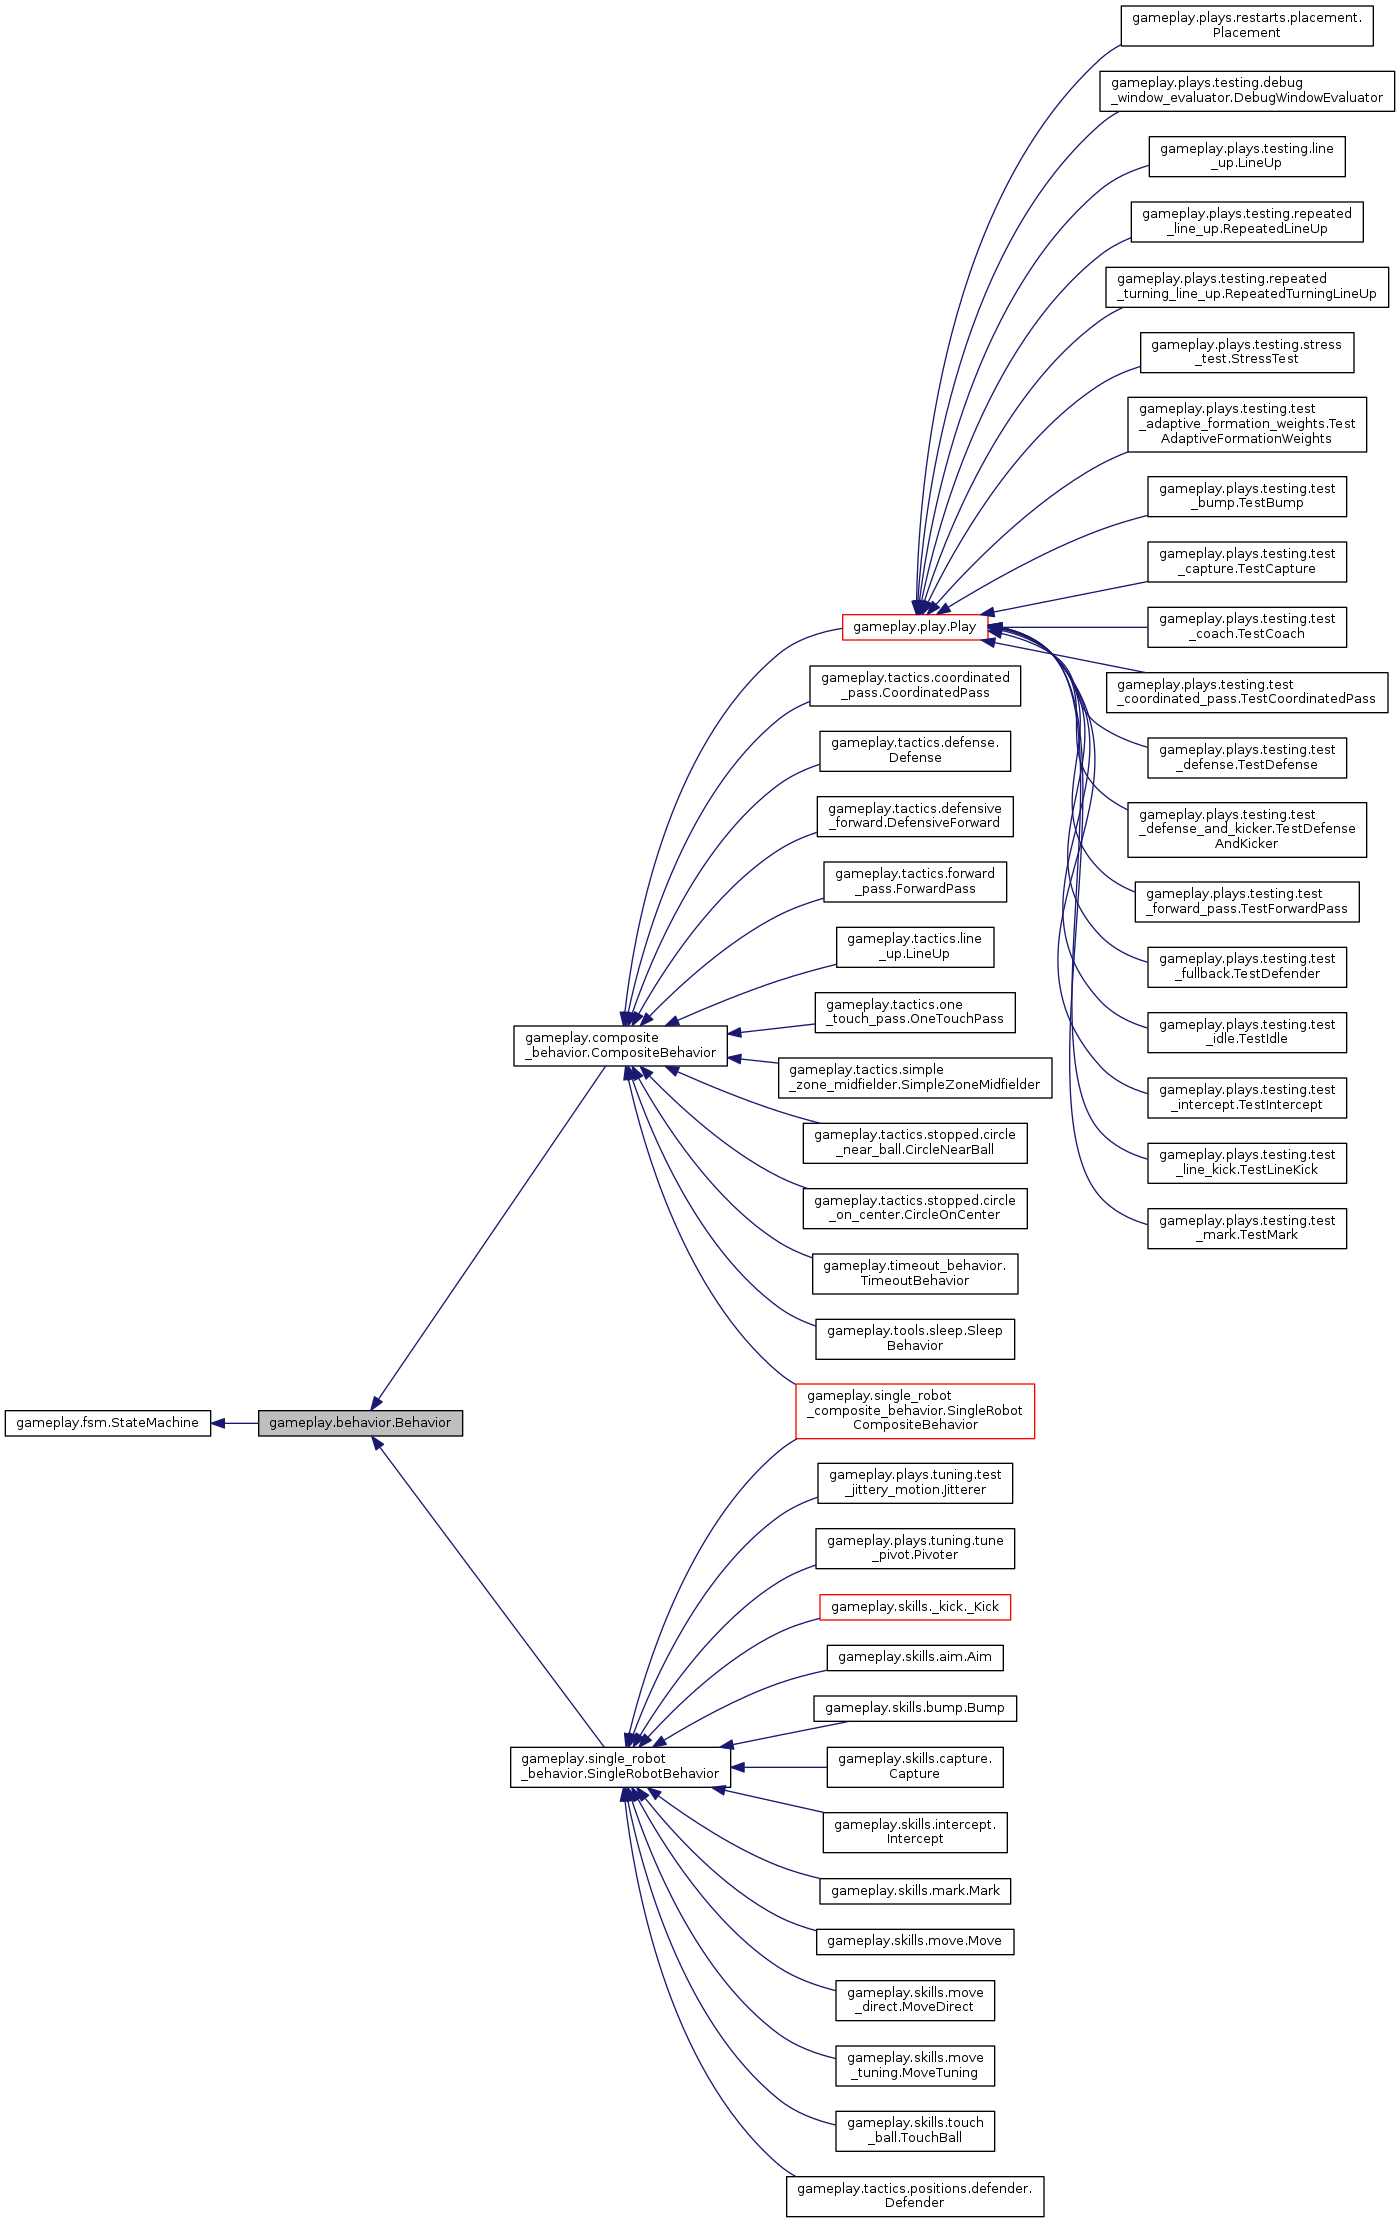 gameplay.plays.restarts.placement.
Placement
gameplay.plays.testing.debug
_window_evaluator.DebugWindowEvaluator
gameplay.plays.testing.line
_up.LineUp
gameplay.plays.testing.repeated
_line_up.RepeatedLineUp
gameplay.plays.testing.repeated
_turning_line_up.RepeatedTurningLineUp
gameplay.plays.testing.stress
_test.StressTest
gameplay.plays.testing.test
_adaptive_formation_weights.Test
AdaptiveFormationWeights
gameplay.plays.testing.test
_bump.TestBump
gameplay.plays.testing.test
_capture.TestCapture
gameplay.plays.testing.test
_coach.TestCoach
gameplay.plays.testing.test
_coordinated_pass.TestCoordinatedPass
gameplay.plays.testing.test
_defense.TestDefense
gameplay.plays.testing.test
_defense_and_kicker.TestDefense
AndKicker
gameplay.plays.testing.test
_forward_pass.TestForwardPass
gameplay.plays.testing.test
_fullback.TestDefender
gameplay.plays.testing.test
_idle.TestIdle
gameplay.plays.testing.test
_intercept.TestIntercept
gameplay.plays.testing.test
_line_kick.TestLineKick
gameplay.plays.testing.test
_mark.TestMark
gameplay.play.Play
gameplay.tactics.coordinated
_pass.CoordinatedPass
gameplay.tactics.defense.
Defense
gameplay.tactics.defensive
_forward.DefensiveForward
gameplay.tactics.forward
_pass.ForwardPass
gameplay.tactics.line
_up.LineUp
gameplay.tactics.one
_touch_pass.OneTouchPass
gameplay.tactics.simple
_zone_midfielder.SimpleZoneMidfielder
gameplay.tactics.stopped.circle
_near_ball.CircleNearBall
gameplay.tactics.stopped.circle
_on_center.CircleOnCenter
gameplay.timeout_behavior.
TimeoutBehavior
gameplay.tools.sleep.Sleep
Behavior
gameplay.single_robot
_composite_behavior.SingleRobot
CompositeBehavior
gameplay.composite
_behavior.CompositeBehavior
gameplay.fsm.StateMachine
gameplay.behavior.Behavior
gameplay.plays.tuning.test
_jittery_motion.Jitterer
gameplay.plays.tuning.tune
_pivot.Pivoter
gameplay.skills._kick._Kick
gameplay.skills.aim.Aim
gameplay.skills.bump.Bump
gameplay.single_robot
_behavior.SingleRobotBehavior
gameplay.skills.capture.
Capture
gameplay.skills.intercept.
Intercept
gameplay.skills.mark.Mark
gameplay.skills.move.Move
gameplay.skills.move
_direct.MoveDirect
gameplay.skills.move
_tuning.MoveTuning
gameplay.skills.touch
_ball.TouchBall
gameplay.tactics.positions.defender.
Defender